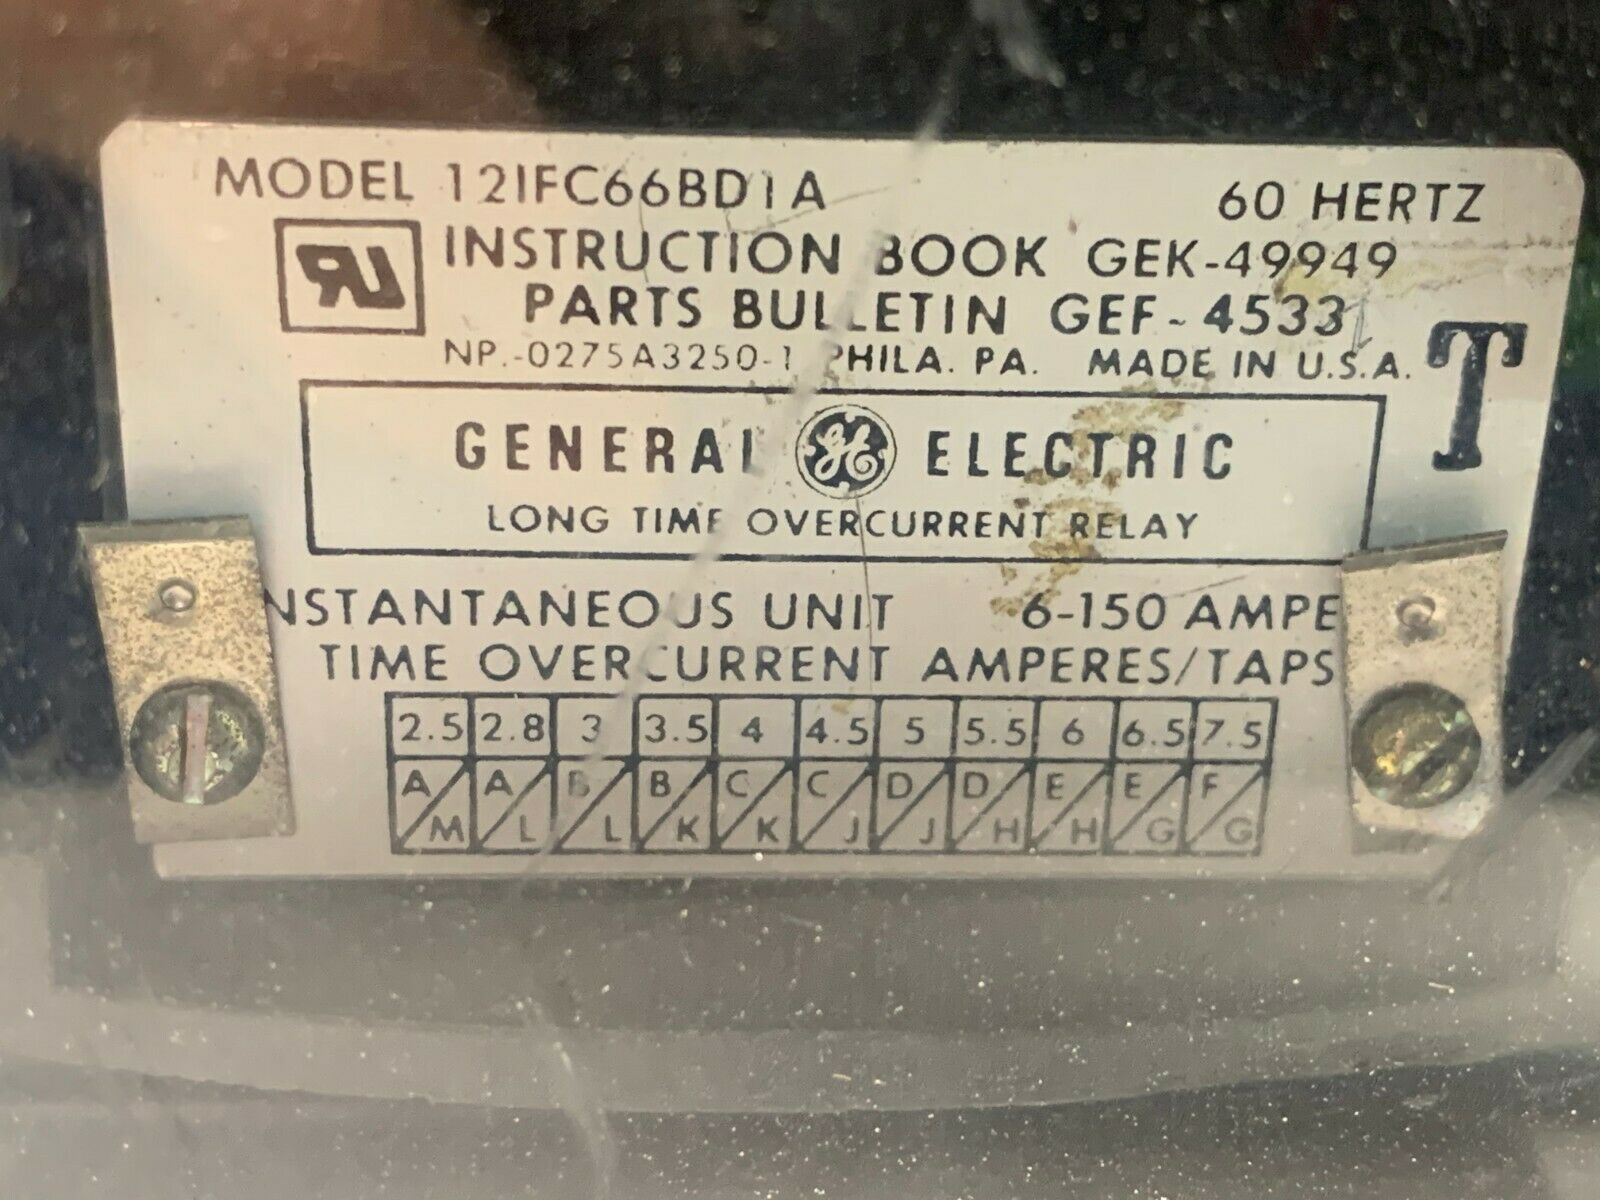 MODEL 12IFC66BD1A 60 HERTZ
RU INSTRUCTION BOOK GEK-49949
PARTS BULLETIN GEF-4533
NP.-0275A3250-1 PHILA. PA. MADE IN U.S.A. T
GENERAL GE ELECTRIC
LONG TIME OVERCURRENT RELAY
NSTANTANEOUS UNIT 6-150 AMPE
TIME OVERCURRENT AMPERES/TAPS
2.5 2.8 3 3.5 4 4.5 5 5.5 6 6.5 7.5
A/M A/L B/L B/K C/K C/J D/J D/H E/H E/G F/G